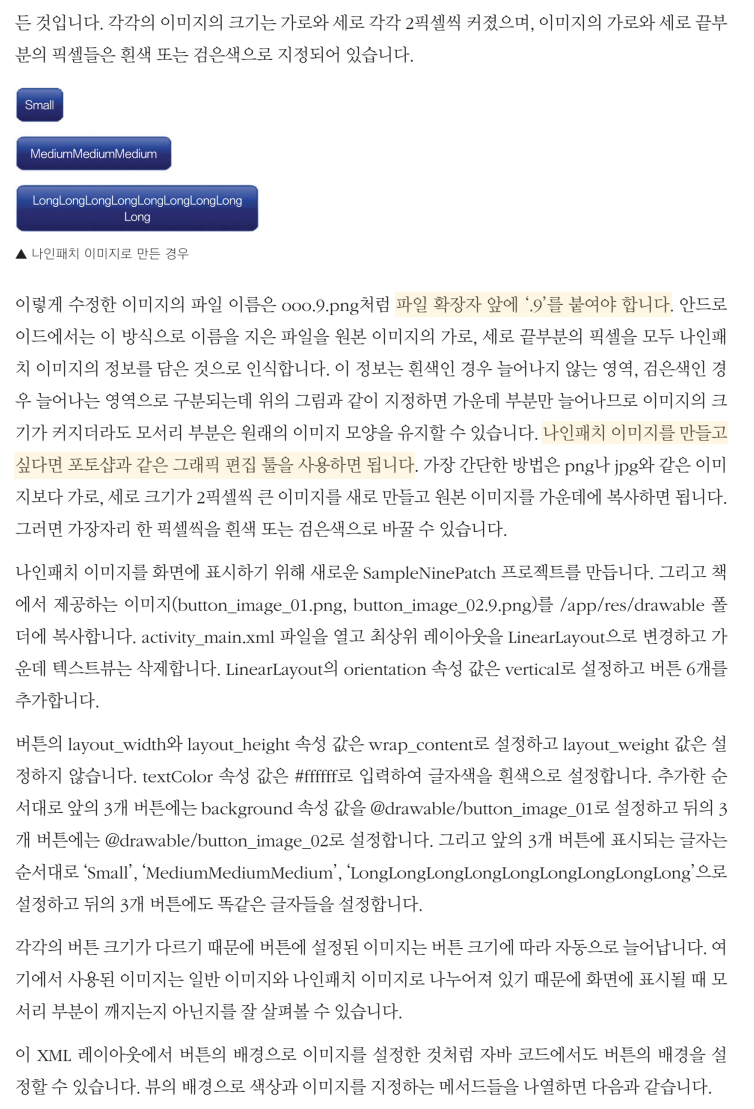 든 것입니다. 각각의 이미지의 크기는 가로와 세로 각각 2픽셀씩 커졌으며, 이미지의 가로와 세로 끝부
분의 픽셀들은 흰색 또는 검은색으로 지정되어 있습니다.
Small
MediumMediumMedium
LongLongLongLongLongLongLongLong
Long
▲ 나인패치 이미지로 만든 경우
이렇게 수정한 이미지의 파일 이름은 ooo.9.png처럼 파일 확장자 앞에 ‘.9’를 붙여야 합니다. 안드로
이드에서는 이 방식으로 이름을 지은 파일을 원본 이미지의 가로, 세로 끝부분의 픽셀을 모두 나인패
치 이미지의 정보를 담은 것으로 인식합니다. 이 정보는 흰색인 경우 늘어나지 않는 영역, 검은색인 경
우 늘어나는 영역으로 구분되는데 위의 그림과 같이 지정하면 가운데 부분만 늘어나므로 이미지의 크
기가 커지더라도 모서리 부분은 원래의 이미지 모양을 유지할 수 있습니다. 나인패치 이미지를 만들고
싶다면 포토샵과 같은 그래픽 편집 툴을 사용하면 됩니다. 가장 간단한 방법은 png나 jpg와 같은 이미
지보다 가로, 세로 크기가 2픽셀씩 큰 이미지를 새로 만들고 원본 이미지를 가운데에 복사하면 됩니다.
그러면 가장자리 한 픽셀씩을 흰색 또는 검은색으로 바꿀 수 있습니다.
나인패치 이미지를 화면에 표시하기 위해 새로운 SampleNinePatch 프로젝트를 만듭니다. 그리고 책
에서 제공하는 이미지(button_image_01.png, button_image_02.9.png)를 /app/res/drawable 폴
더에 복사합니다. activity_main.xml 파일을 열고 최상위 레이아웃을 LinearLayout으로 변경하고 가
운데 텍스트뷰는 삭제합니다. LinearLayout의 orientation 속성 값은 vertical로 설정하고 버튼 6개를
추가합니다.
버튼의 layout_width와 layout_height 속성 값은 wrap_content로 설정하고 layout_weight 값은 설
정하지 않습니다. textColor 속성 값은 #ffffff로 입력하여 글자색을 흰색으로 설정합니다. 추가한 순
서대로 앞의 3개 버튼에는 background 속성 값을 @drawable/button_image_01로 설정하고 뒤의 3
개 버튼에는 @drawable/button_image_02로 설정합니다. 그리고 앞의 3개 버튼에 표시되는 글자는
순서대로 ‘Small’, ‘MediumMediumMedium’, ‘LongLongLongLongLongLongLongLongLong’으로
설정하고 뒤의 3개 버튼에도 똑같은 글자들을 설정합니다.
각각의 버튼 크기가 다르기 때문에 버튼에 설정된 이미지는 버튼 크기에 따라 자동으로 늘어납니다. 여
기에서 사용된 이미지는 일반 이미지와 나인패치 이미지로 나누어져 있기 때문에 화면에 표시될 때 모
서리 부분이 깨지는지 아닌지를 잘 살펴볼 수 있습니다.
이 XML 레이아웃에서 버튼의 배경으로 이미지를 설정한 것처럼 자바 코드에서도 버튼의 배경을 설
정할 수 있습니다. 뷰의 배경으로 색상과 이미지를 지정하는 메서드들을 나열하면 다음과 같습니다.